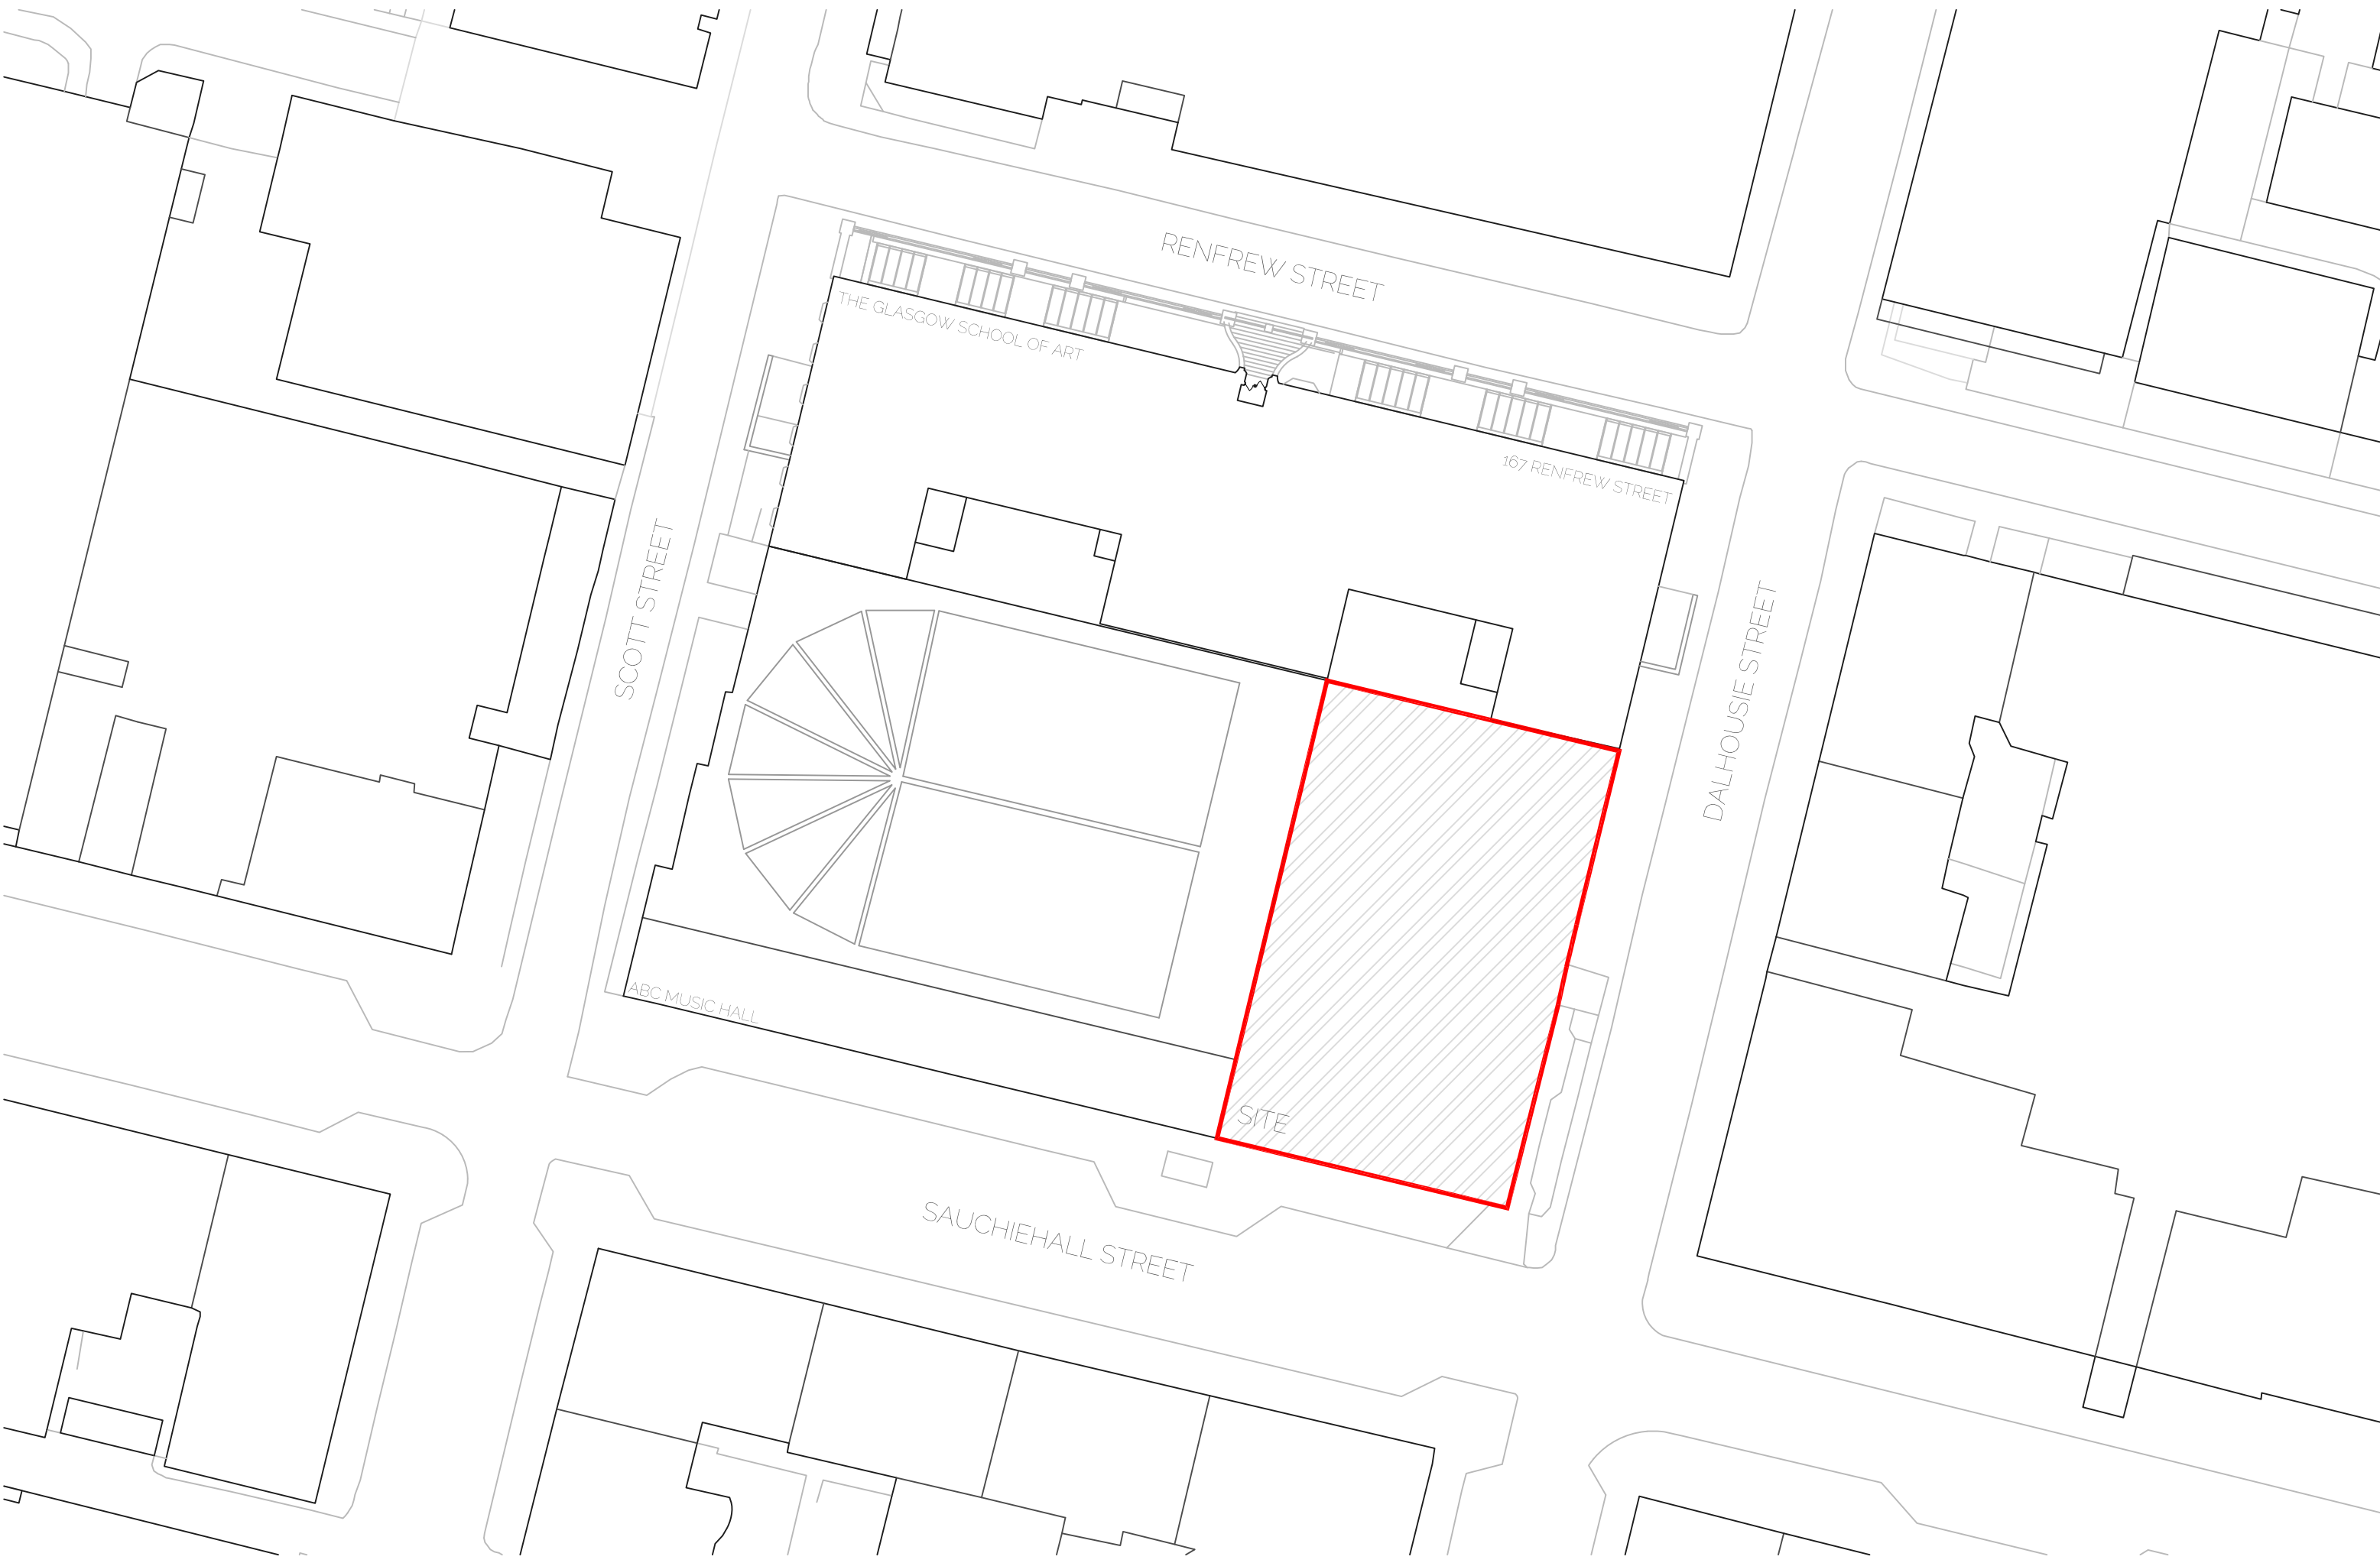 RENFREW STREET
THE GLASGOW SCHOOL OF ART
167 RENFREW STREET
SCOTT STREET
DALHOUSIE STREET
ABC MUSIC HALL
SITE
SAUCHIEHALL STREET